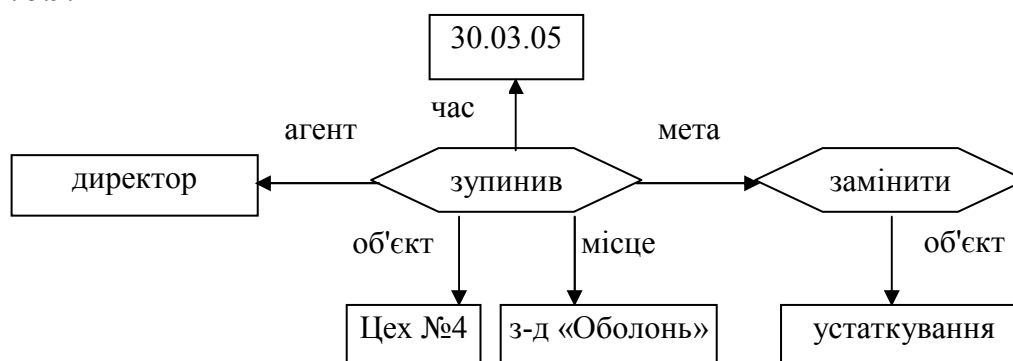 30.03.05
час
агент
мета
директор
зупинив
замінити
об'єкт
місце
об'єкт
Цех №4
з-д «Оболонь»
устаткування